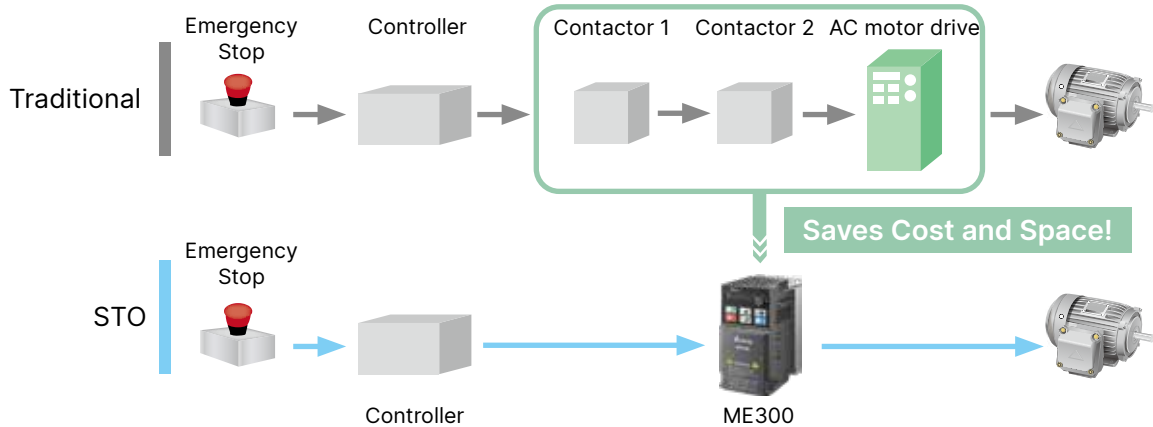 Emergency
Stop
Controller
Contactor 1
Contactor 2
AC motor drive
Traditional
Saves Cost and Space!
Emergency
Stop
STO
Controller
ME300